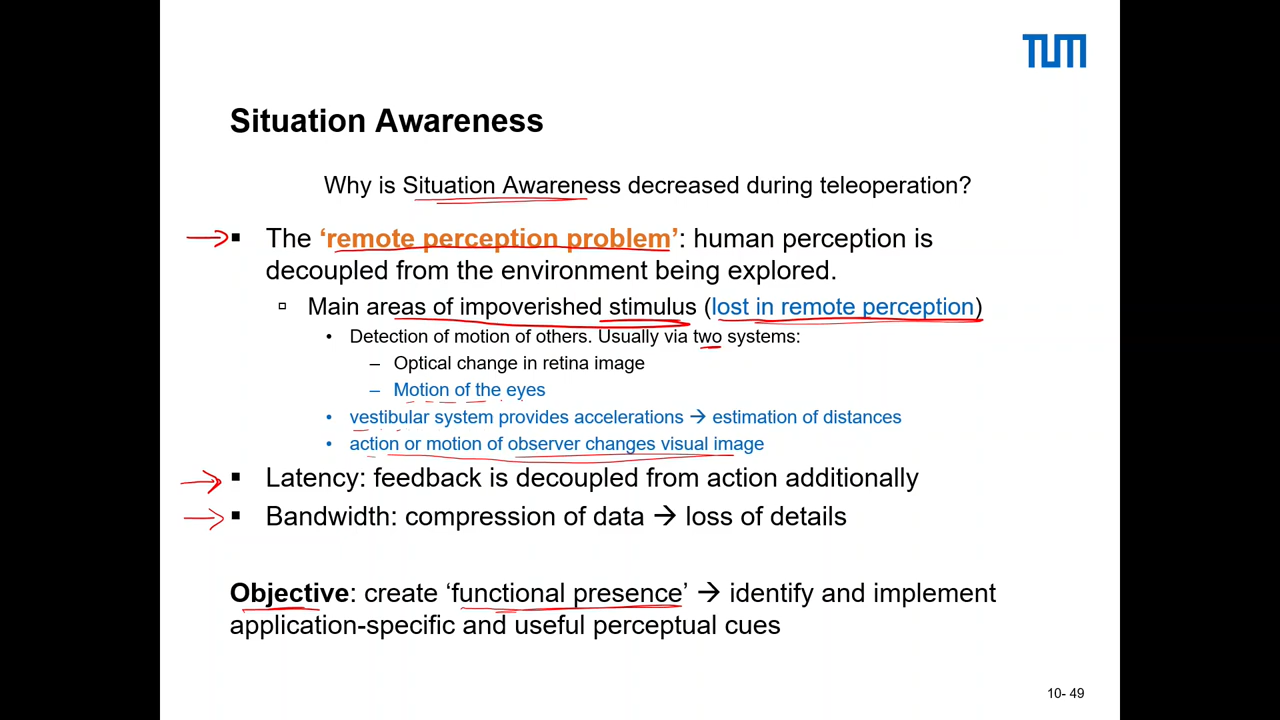 TUM
Situation Awareness
Why is Situation Awareness decreased during teleoperation?
▪ The ‘remote perception problem’: human perception is
decoupled from the environment being explored.
▫ Main areas of impoverished stimulus (lost in remote perception)
• Detection of motion of others. Usually via two systems:
– Optical change in retina image
– Motion of the eyes
• vestibular system provides accelerations → estimation of distances
• action or motion of observer changes visual image
▪ Latency: feedback is decoupled from action additionally
▪ Bandwidth: compression of data → loss of details
Objective: create ‘functional presence’ → identify and implement
application-specific and useful perceptual cues
10- 49